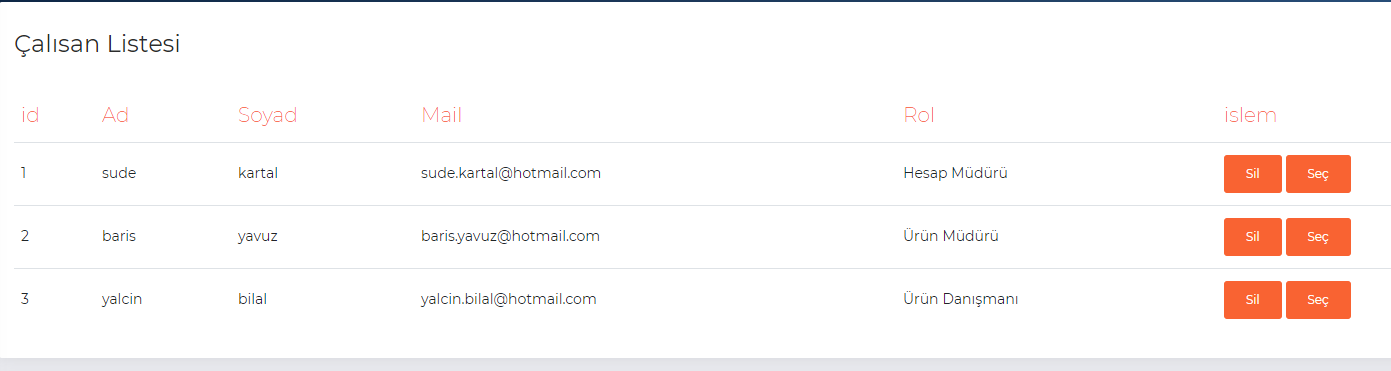 Çalısan Listesi
id Ad Soyad Mail Rol islem
1 sude kartal sude.kartal@hotmail.com Hesap Müdürü Sil Seç
2 baris yavuz baris.yavuz@hotmail.com Ürün Müdürü Sil Seç
3 yalcin bilal yalcin.bilal@hotmail.com Ürün Danışmanı Sil Seç